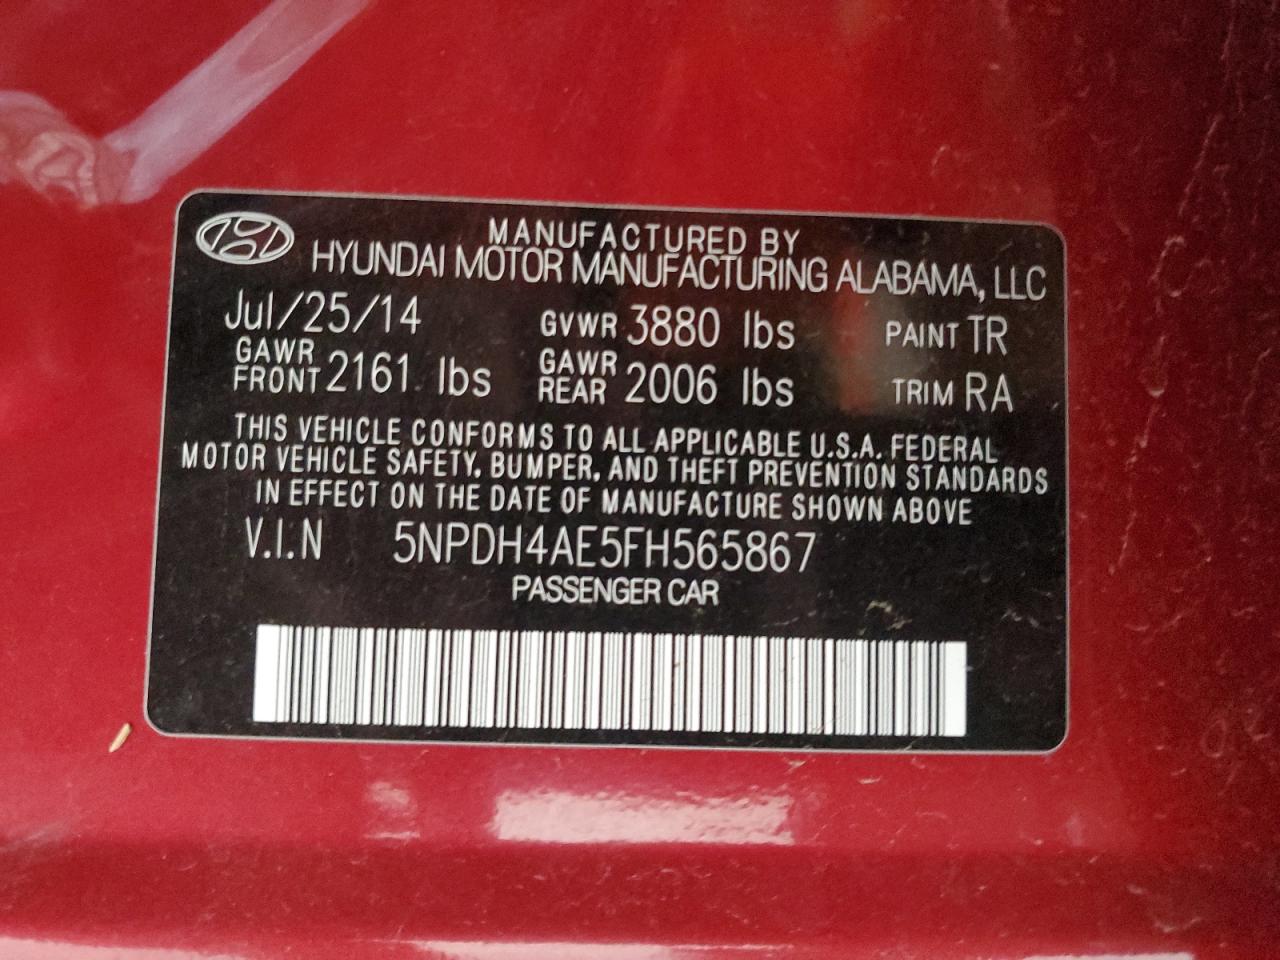 MANUFACTURED BY
HYUNDAI MOTOR MANUFACTURING ALABAMA, LLC
Jul/25/14 GVWR 3880 lbs PAINT TR
GAWR FRONT 2161 lbs GAWR REAR 2006 lbs TRIM RA
THIS VEHICLE CONFORMS TO ALL APPLICABLE U.S.A. FEDERAL
MOTOR VEHICLE SAFETY, BUMPER, AND THEFT PREVENTION STANDARDS
IN EFFECT ON THE DATE OF MANUFACTURE SHOWN ABOVE
V.I.N 5NPDH4AE5FH565867
PASSENGER CAR